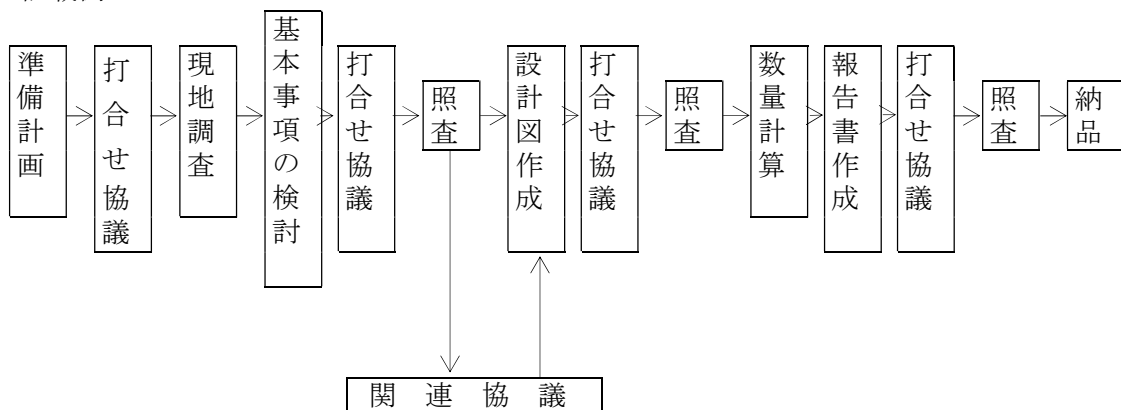 準備計画
打合せ協議
現地調査
基本事項の検討
打合せ協議
照査
設計図作成
打合せ協議
照査
数量計算
報告書作成
打合せ協議
照査
納品
関連協議